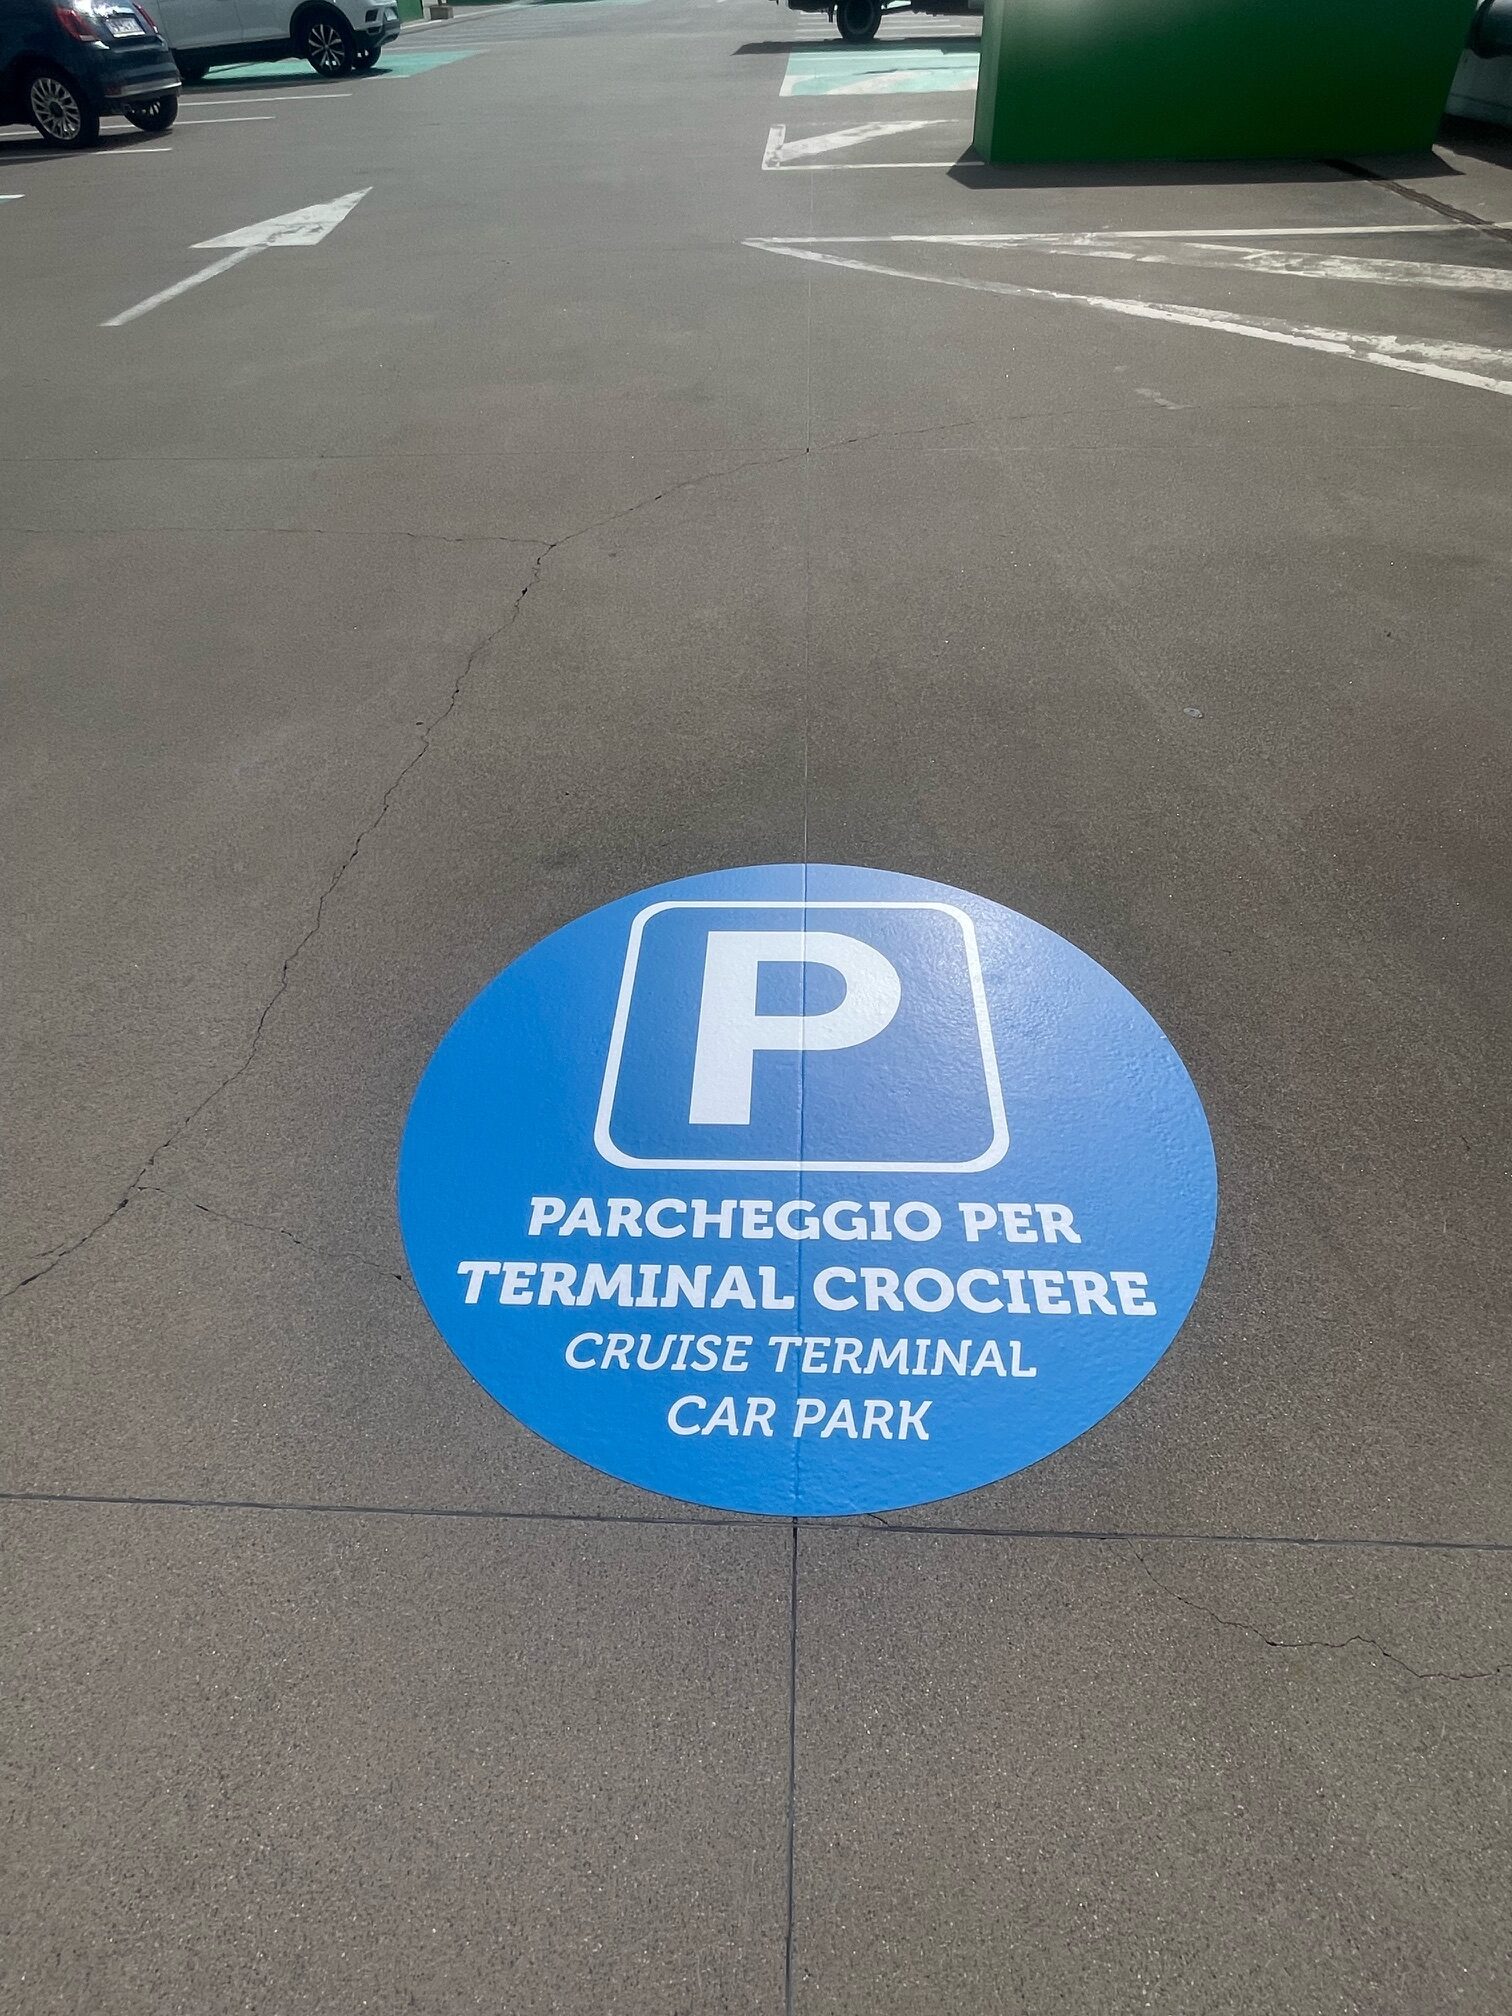 P
PARCHEGGIO PER
TERMINAL CROCIERE
CRUISE TERMINAL
CAR PARK